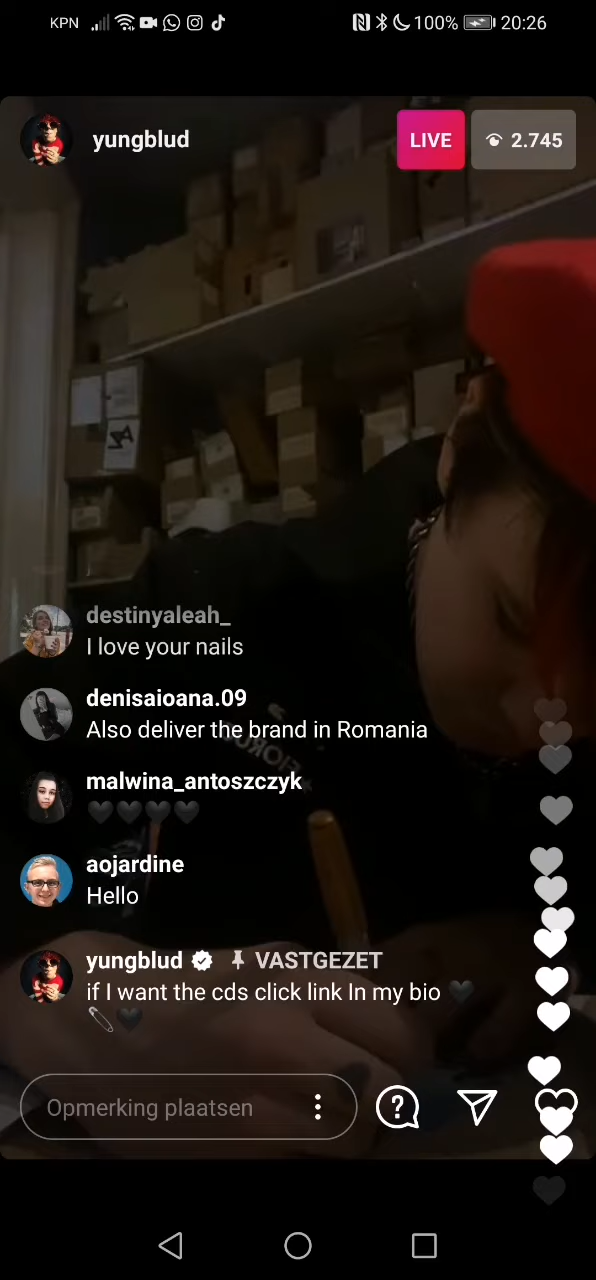 KPN 100% 20:26
yungblud LIVE 2.745
destinyaleah_
I love your nails
denisaioana.09
Also deliver the brand in Romania
malwina_antoszczyk
🖤🖤🖤🖤
aojardine
Hello
yungblud VASTGEZET
if I want the cds click link In my bio 🖤
🧷🖤
Opmerking plaatsen